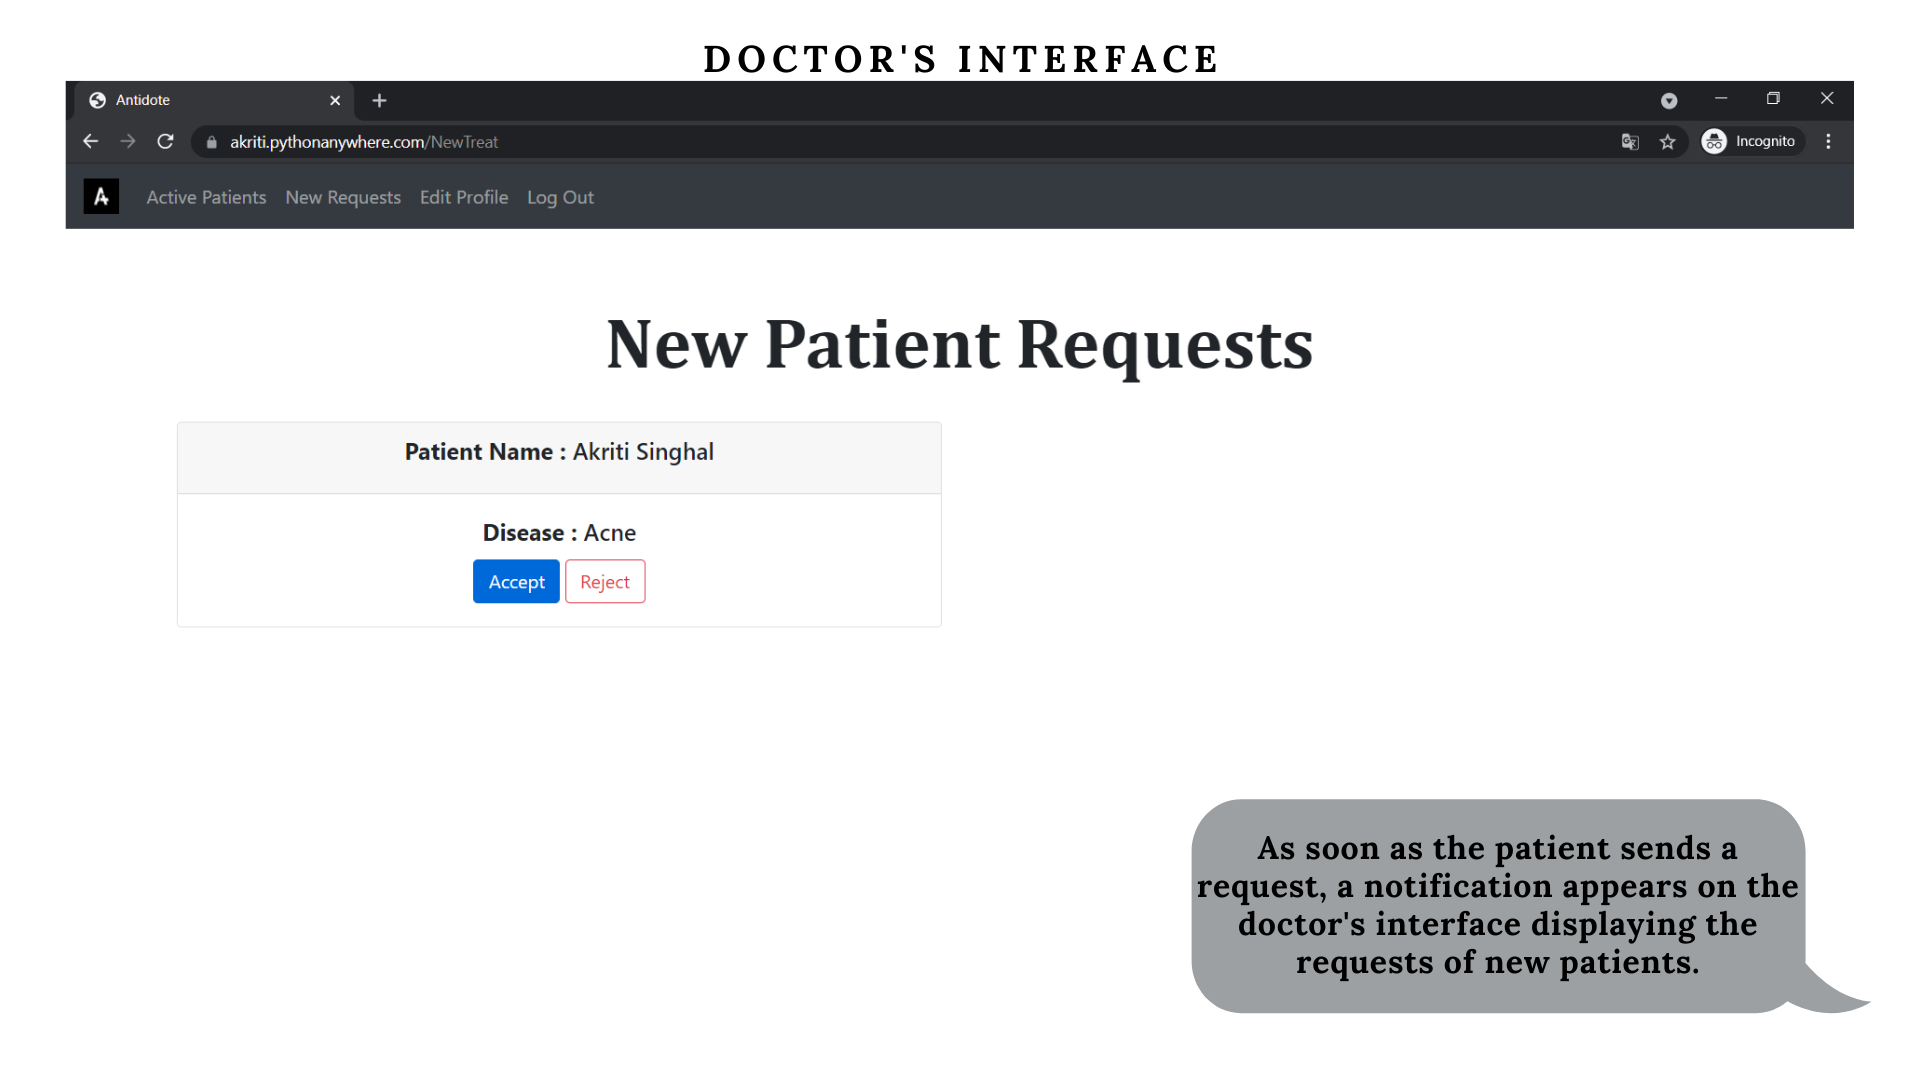 DOCTOR'S INTERFACE
Antidote
akriti.pythonanywhere.com/NewTreat
Incognito
A
Active Patients New Requests Edit Profile Log Out
New Patient Requests
Patient Name : Akriti Singhal
Disease : Acne
Accept Reject
As soon as the patient sends a
request, a notification appears on the
doctor's interface displaying the
requests of new patients.